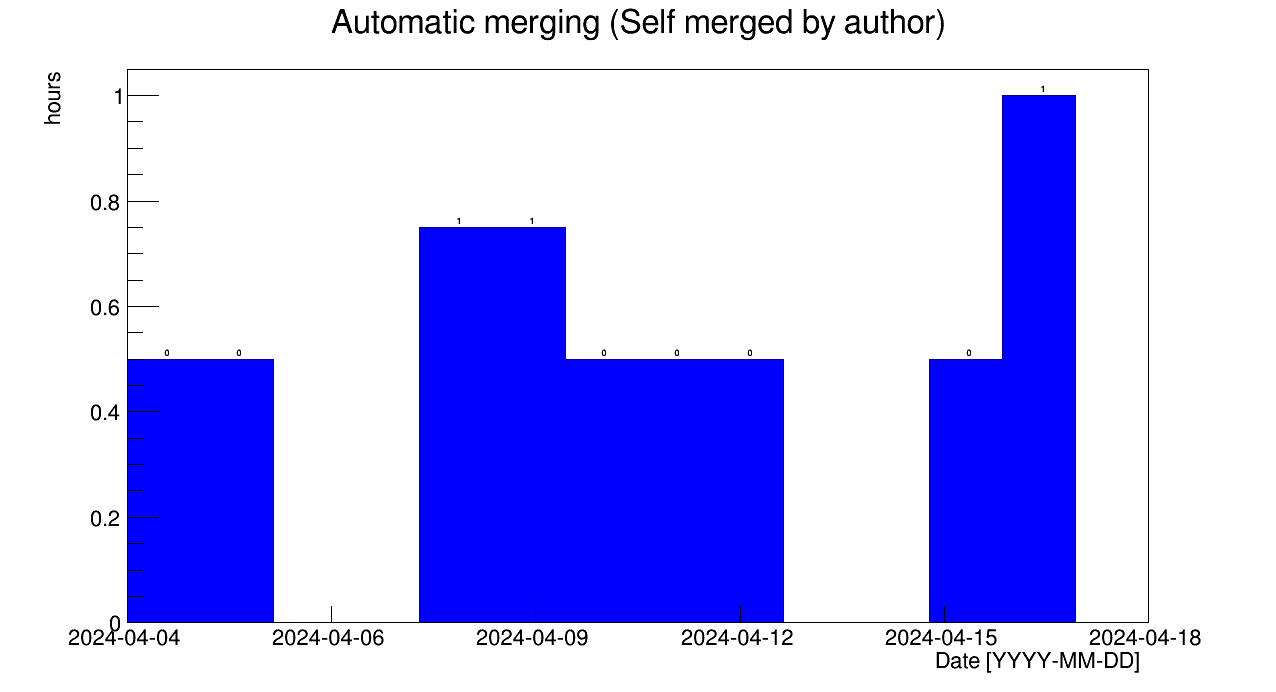 Automatic merging (Self merged by author)
hours
1
0.8
0.6
0.4
0.2
0
0 0 1 1 0 0 0 0 1
2024-04-04 2024-04-06 2024-04-09 2024-04-12 2024-04-15 2024-04-18
Date [YYYY-MM-DD]